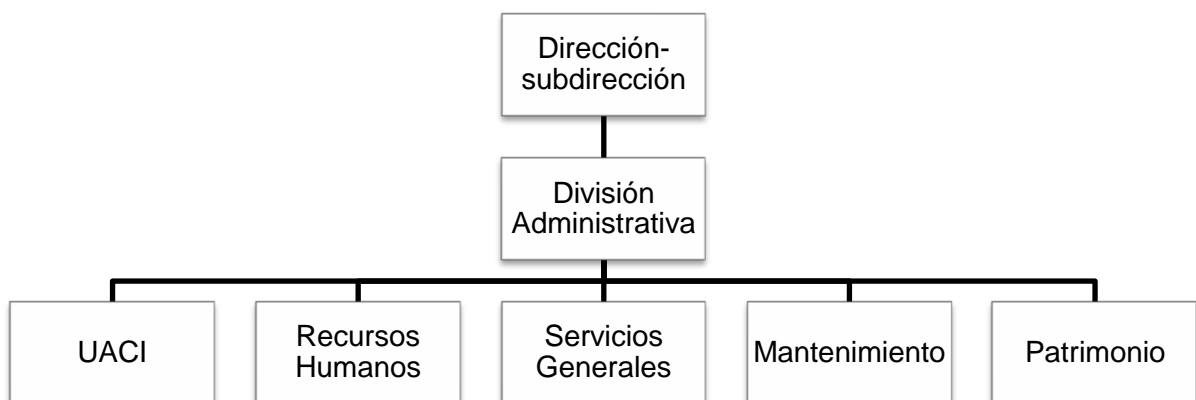 Dirección-
subdirección
División
Administrativa
UACI
Recursos
Humanos
Servicios
Generales
Mantenimiento
Patrimonio